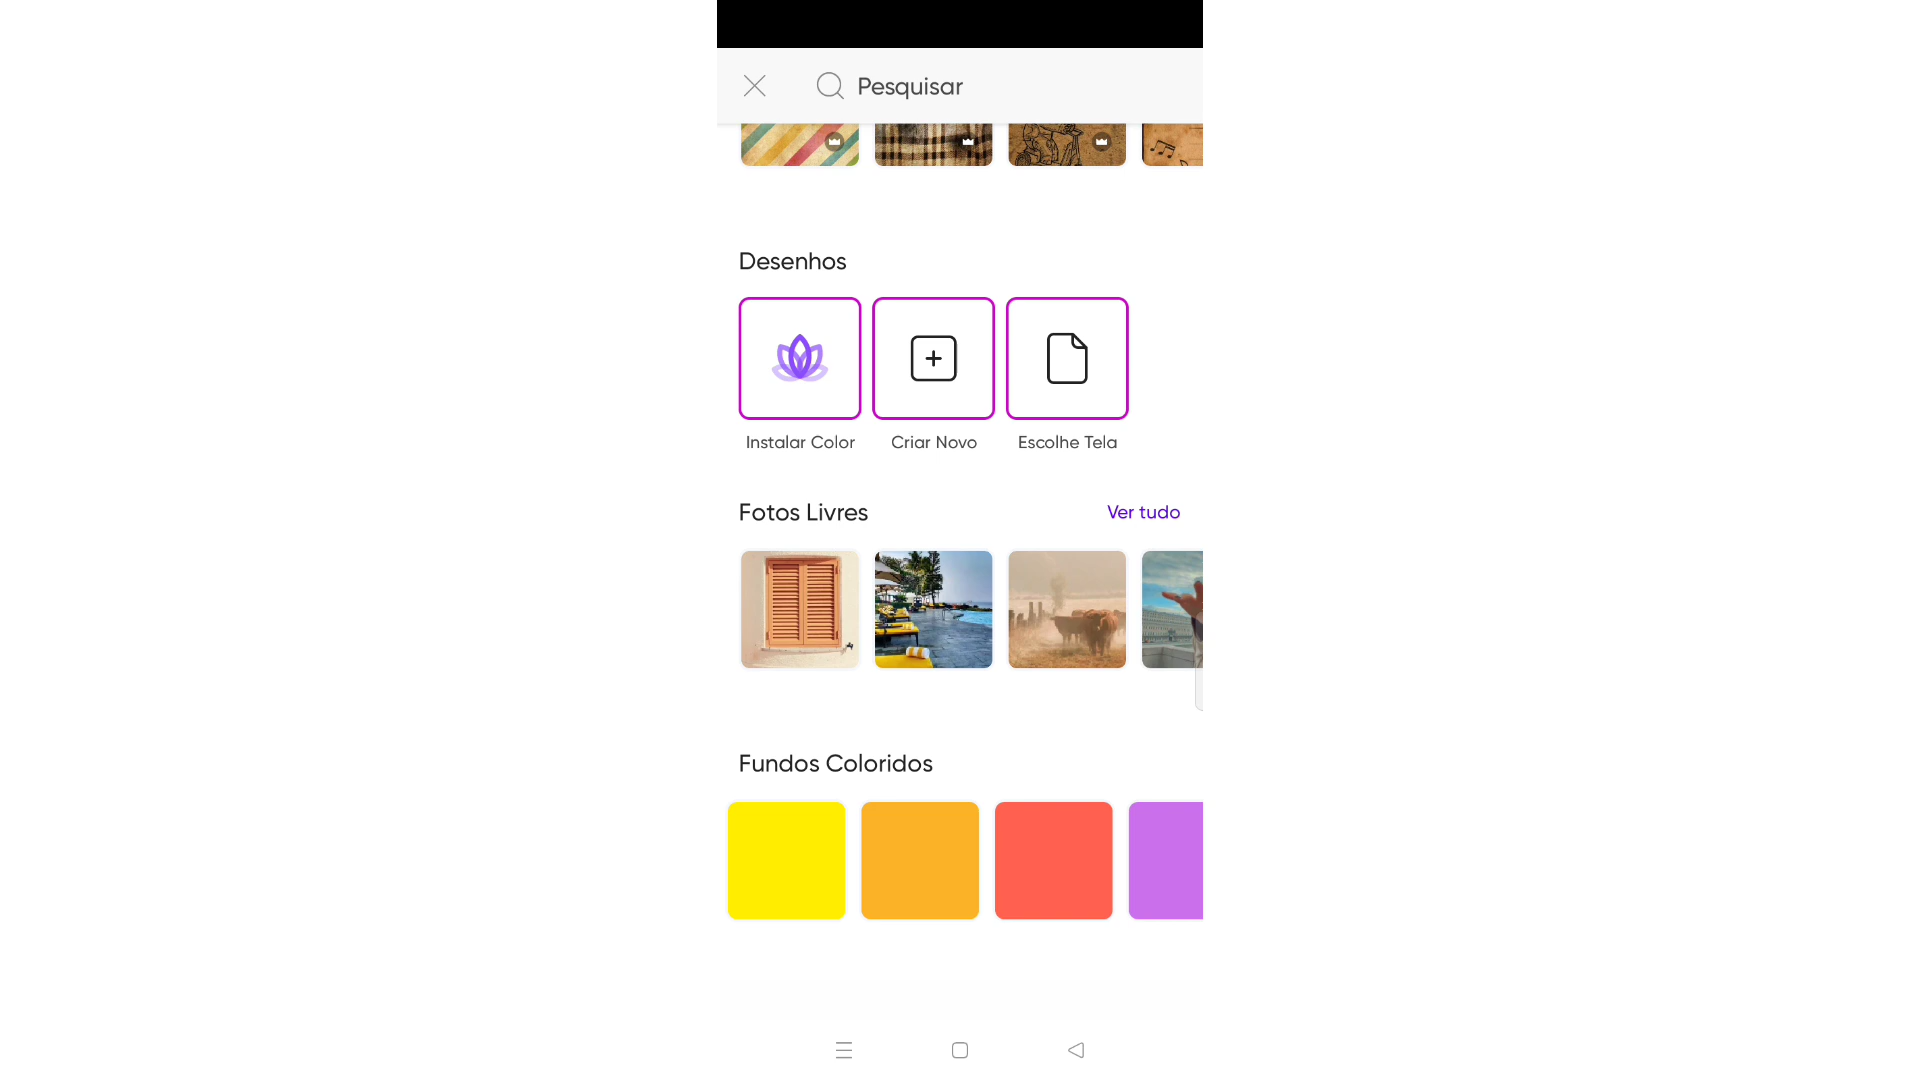 Pesquisar
Desenhos
Instalar Color
Criar Novo
Escolhe Tela
Fotos Livres
Ver tudo
Fundos Coloridos